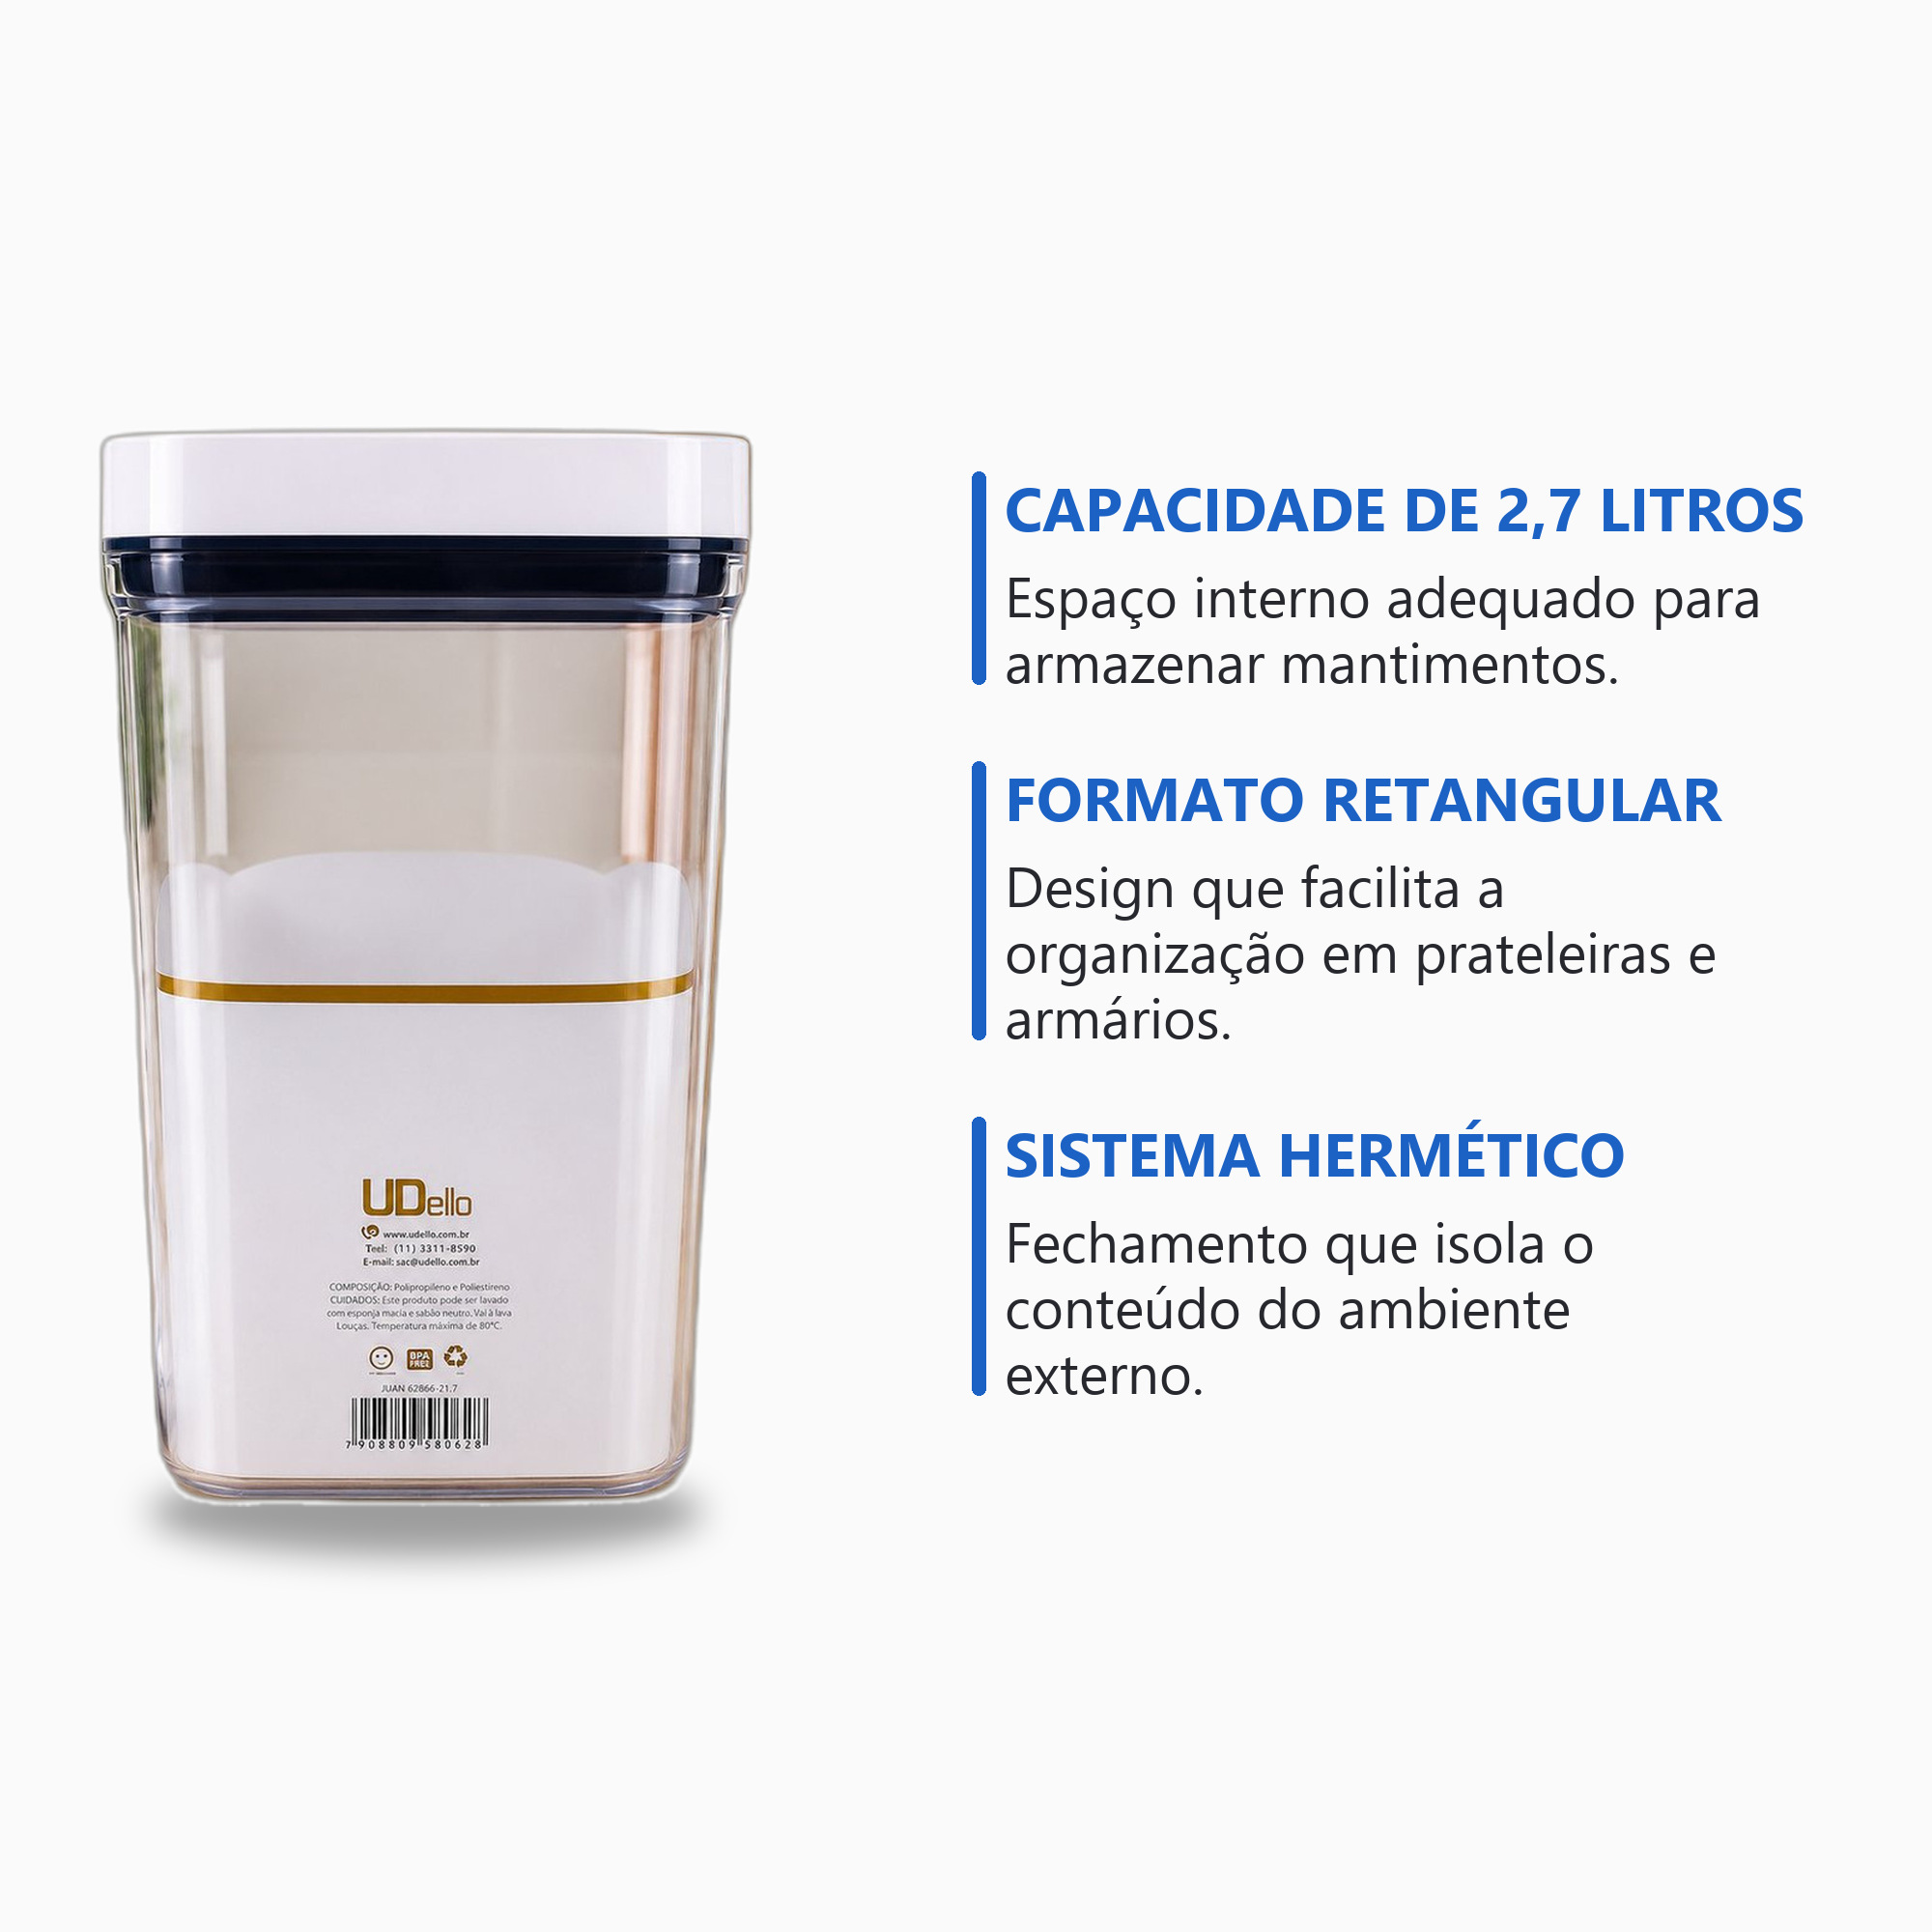 CAPACIDADE DE 2,7 LITROS
Espaço interno adequado para
armazenar mantimentos.
FORMATO RETANGULAR
Design que facilita a
organização em prateleiras e
armários.
SISTEMA HERMÉTICO
Fechamento que isola o
conteúdo do ambiente
externo.
UDello
www.udello.com.br
Teel: (11) 3311-8590
E-mail: sac@udello.com.br
COMPOSIÇÃO: Polipropileno e Poliestireno
CUIDADOS: Este produto pode ser lavado
com esponja macia e sabão neutro. Vai à lava
Louças. Temperatura máxima de 80°C.
BPA
FREE
JUAN 62866-21,7
7 908809 580628